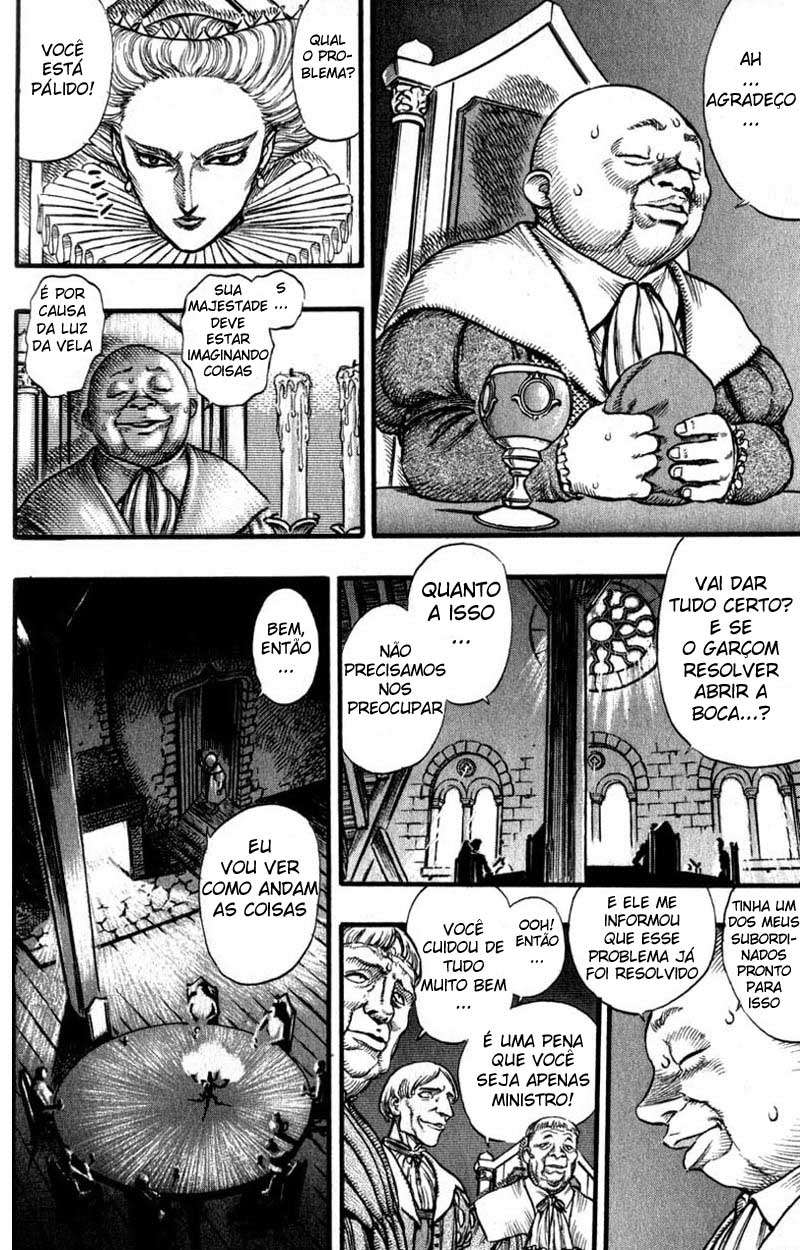 AH
...
AGRADEÇO
...
QUAL
O PRO-
BLEMA?
VOCÊ
ESTÁ
PÁLIDO!
S
...
SUA
MAJESTADE
DEVE
ESTAR
IMAGINANDO
COISAS
É POR
CAUSA
DA LUZ
DA VELA
VAI DAR
TUDO CERTO?
E SE
O GARÇOM
RESOLVER
ABRIR A
BOCA...?
QUANTO
A ISSO
...
NÃO
PRECISAMOS
NOS
PREOCUPAR
TINHA UM
DOS MEUS
SUBORDI-
NADOS
PRONTO
PARA
ISSO
E ELE ME
INFORMOU
QUE ESSE
PROBLEMA JÁ
FOI RESOLVIDO
OOH!
ENTÃO
...
VOCÊ
CUIDOU DE
TUDO
MUITO BEM
...
É UMA PENA
QUE VOCÊ
SEJA APENAS
MINISTRO!
BEM,
ENTÃO
...
EU
VOU VER
COMO ANDAM
AS COISAS